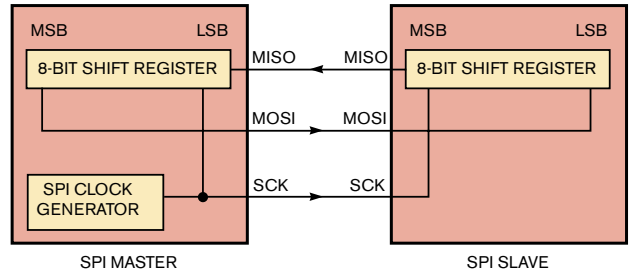 MSB LSB
8-BIT SHIFT REGISTER
MISO MISO
MSB LSB
8-BIT SHIFT REGISTER
MOSI MOSI
SPI CLOCK
GENERATOR
SCK SCK
SPI MASTER
SPI SLAVE